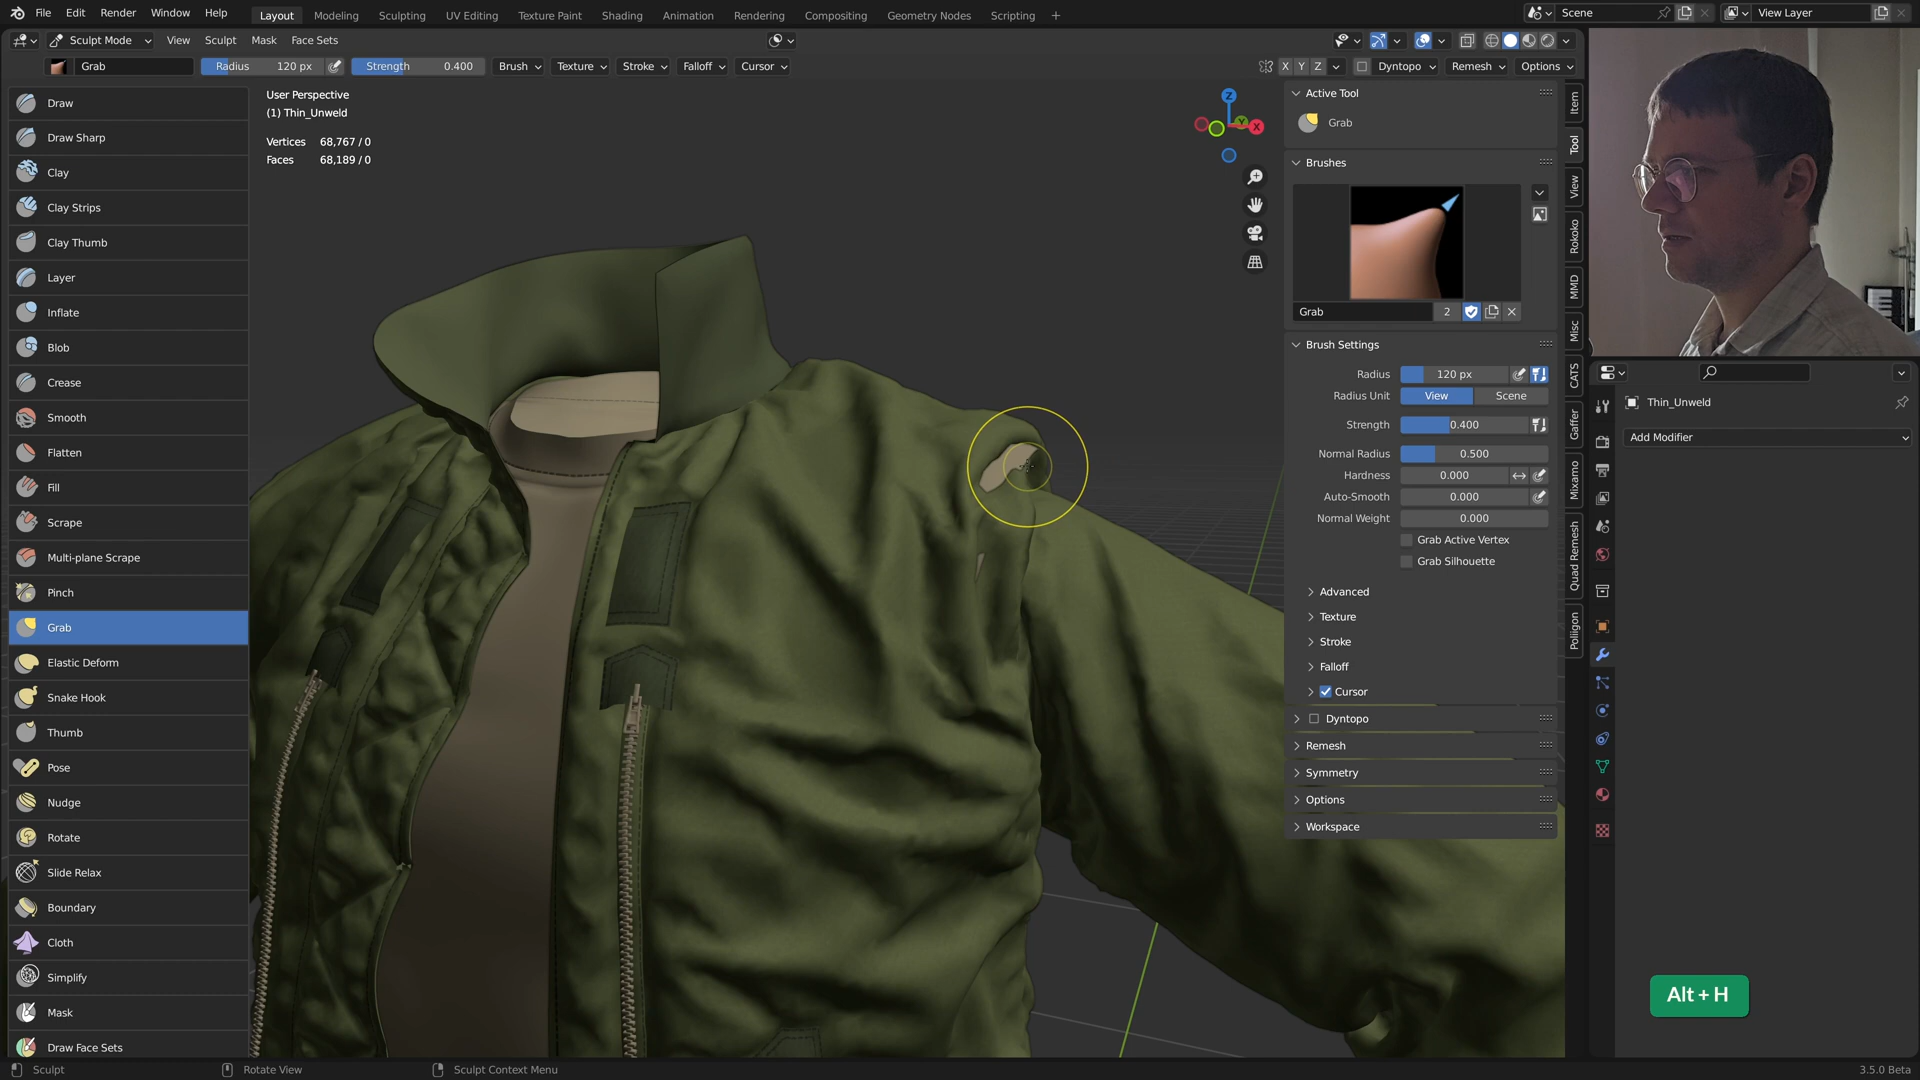 File Edit Render Window Help Layout Modeling Sculpting UV Editing Texture Paint Shading Animation Rendering Compositing Geometry Nodes Scripting + Scene View Layer
Sculpt Mode View Sculpt Mask Face Sets
Grab Radius 120 px Strength 0.400 Brush Texture Stroke Falloff Cursor X Y Z Dyntopo Remesh Options
Draw
Draw Sharp
Clay
Clay Strips
Clay Thumb
Layer
Inflate
Blob
Crease
Smooth
Flatten
Fill
Scrape
Multi-plane Scrape
Pinch
Grab
Elastic Deform
Snake Hook
Thumb
Pose
Nudge
Rotate
Slide Relax
Boundary
Cloth
Simplify
Mask
Draw Face Sets
User Perspective
(1) Thin_Unweld
Vertices 68,767 / 0
Faces 68,189 / 0
Z
Y
X
Active Tool
Grab
Brushes
Grab 2
Brush Settings
Radius 120 px
Radius Unit View Scene
Strength 0.400
Normal Radius 0.500
Hardness 0.000
Auto-Smooth 0.000
Normal Weight 0.000
Grab Active Vertex
Grab Silhouette
Advanced
Texture
Stroke
Falloff
Cursor
Dyntopo
Remesh
Symmetry
Options
Workspace
Item
Tool
View
Rokoko
MMD
Misc
CATS
Gaffer
Mixamo
Quad Remesh
Poliigon
Thin_Unweld
Add Modifier
Alt + H
Sculpt Rotate View Sculpt Context Menu 3.5.0 Beta